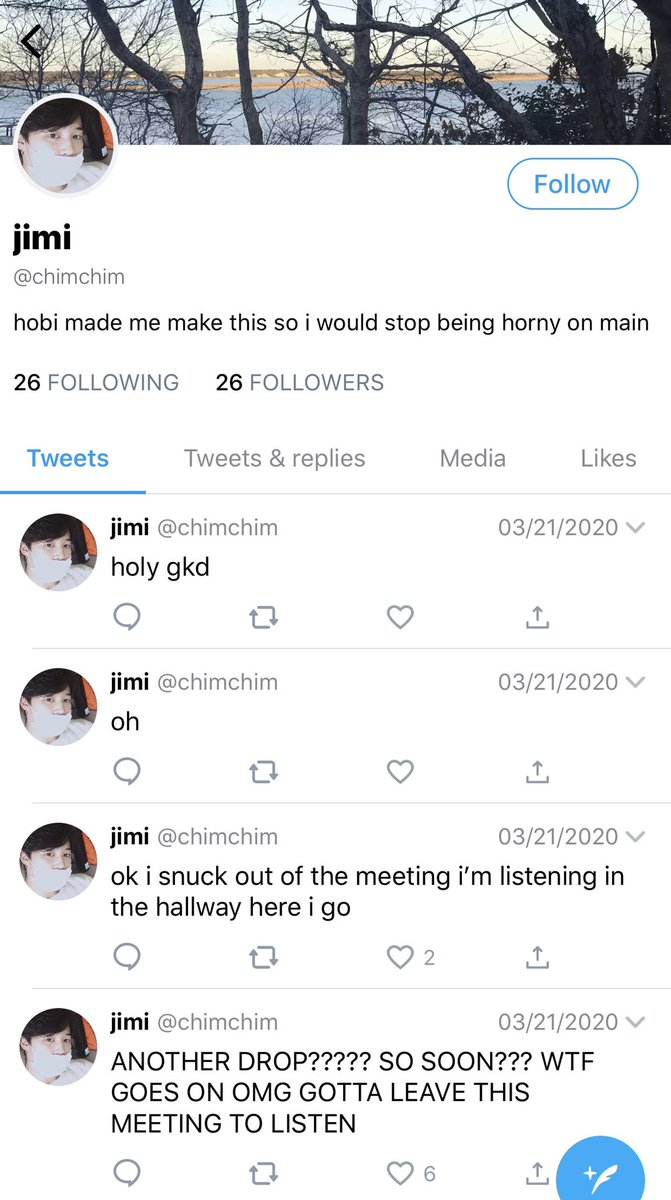 Follow
jimi
@chimchim
hobi made me make this so i would stop being horny on main
26 FOLLOWING 26 FOLLOWERS
Tweets Tweets & replies Media Likes
jimi @chimchim 03/21/2020
holy gkd
jimi @chimchim 03/21/2020
oh
jimi @chimchim 03/21/2020
ok i snuck out of the meeting i’m listening in
the hallway here i go
2
jimi @chimchim 03/21/2020
ANOTHER DROP????? SO SOON??? WTF
GOES ON OMG GOTTA LEAVE THIS
MEETING TO LISTEN
6